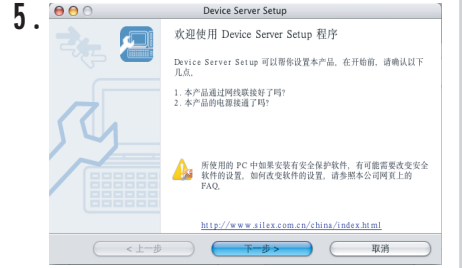 5.
Device Server Setup
欢迎使用 Device Server Setup 程序
Device Server Setup 可以帮你设置本产品，在开始前，请确认以下
几点，
1. 本产品通过网线联接好了吗?
2. 本产品的电源接通了吗?
所使用的 PC 中如果安装有安全保护软件，有可能需要改变安全
软件的设置，如何改变软件的设置，请参照本公司网页上的
FAQ，
http://www.silex.com.cn/china/index.html
< 上一步
下一步 >
取消